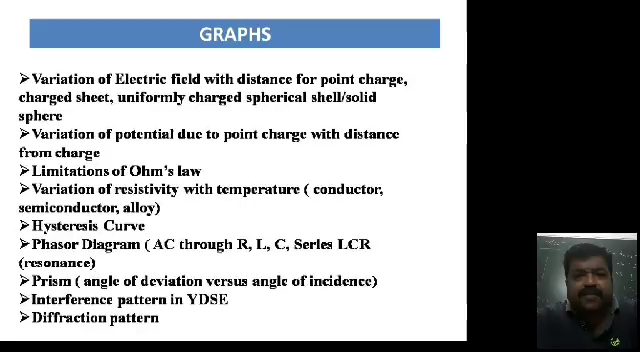 GRAPHS
➢Variation of Electric field with distance for point charge,
charged sheet, uniformly charged spherical shell/solid
sphere
➢Variation of potential due to point charge with distance
from charge
➢Limitations of Ohm's law
➢Variation of resistivity with temperature ( conductor,
semiconductor, alloy)
➢Hysteresis Curve
➢Phasor Diagram ( AC through R, L, C, Series LCR
(resonance)
➢Prism ( angle of deviation versus angle of incidence)
➢Interference pattern in YDSE
➢Diffraction pattern